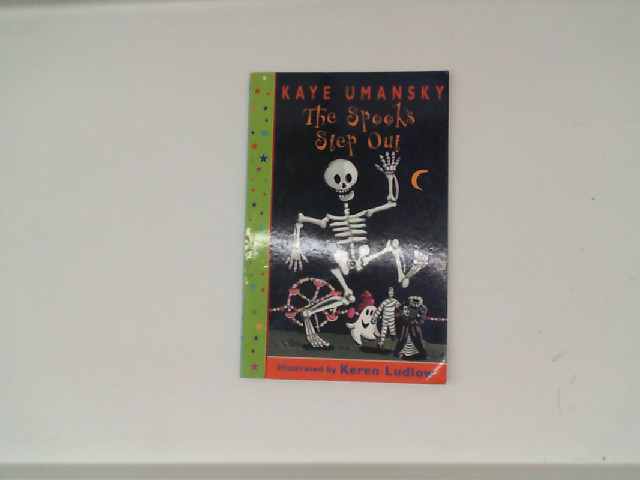 KAYE UMANSKY
The Spooks
Step Out
Illustrated by Keren Ludlow